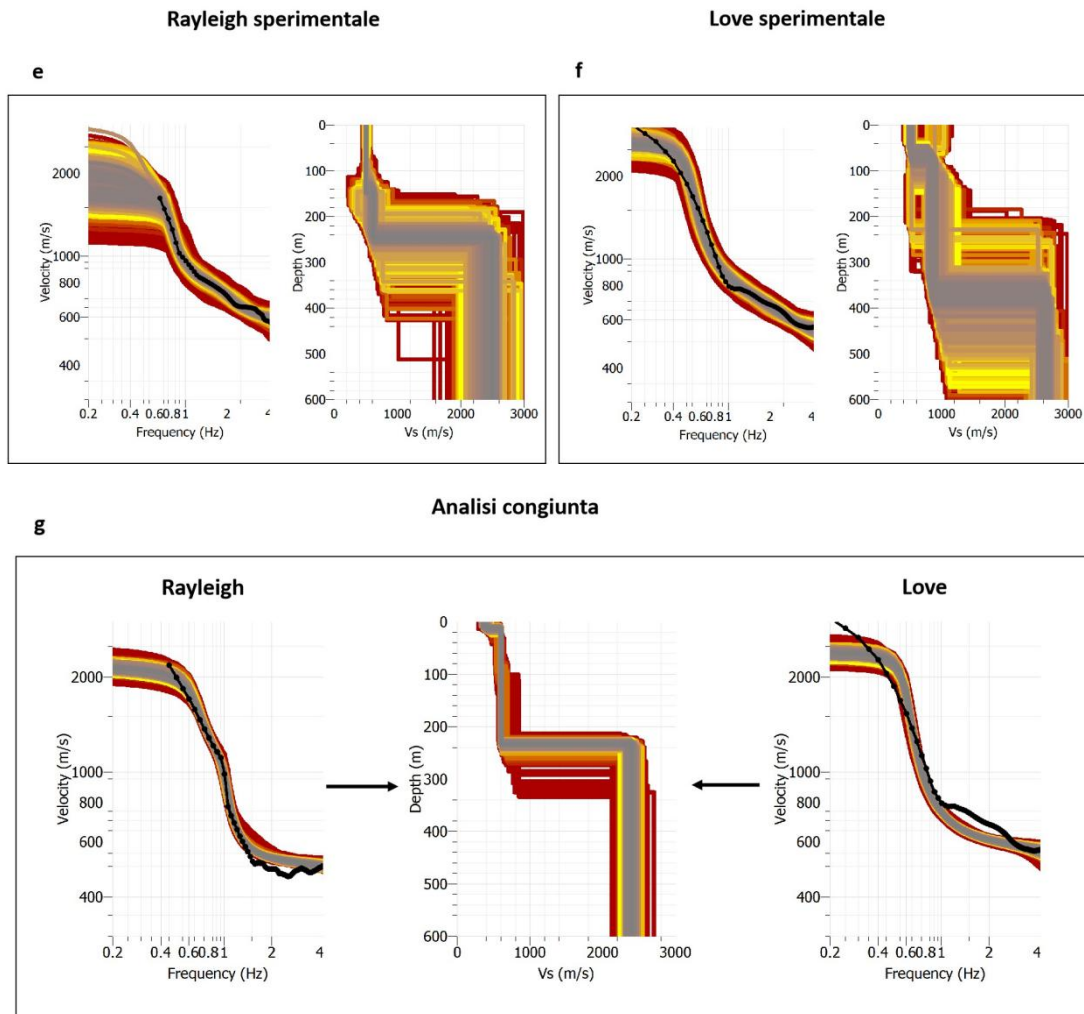 Rayleigh sperimentale
Love sperimentale
e
f
Velocity (m/s)
2000
1000
800
600
400
0.2 0.4 0.60.81 2 4
Frequency (Hz)
Depth (m)
0
100
200
300
400
500
600
0 1000 2000 3000
Vs (m/s)
Velocity (m/s)
2000
1000
800
600
400
0.2 0.4 0.60.81 2 4
Frequency (Hz)
Depth (m)
0
100
200
300
400
500
600
0 1000 2000 3000
Vs (m/s)
Analisi congiunta
g
Rayleigh
Love
Velocity (m/s)
2000
1000
800
600
400
0.2 0.4 0.60.81 2 4
Frequency (Hz)
Depth (m)
0
100
200
300
400
500
600
0 1000 2000 3000
Vs (m/s)
Velocity (m/s)
2000
1000
800
600
400
0.2 0.4 0.60.81 2 4
Frequency (Hz)